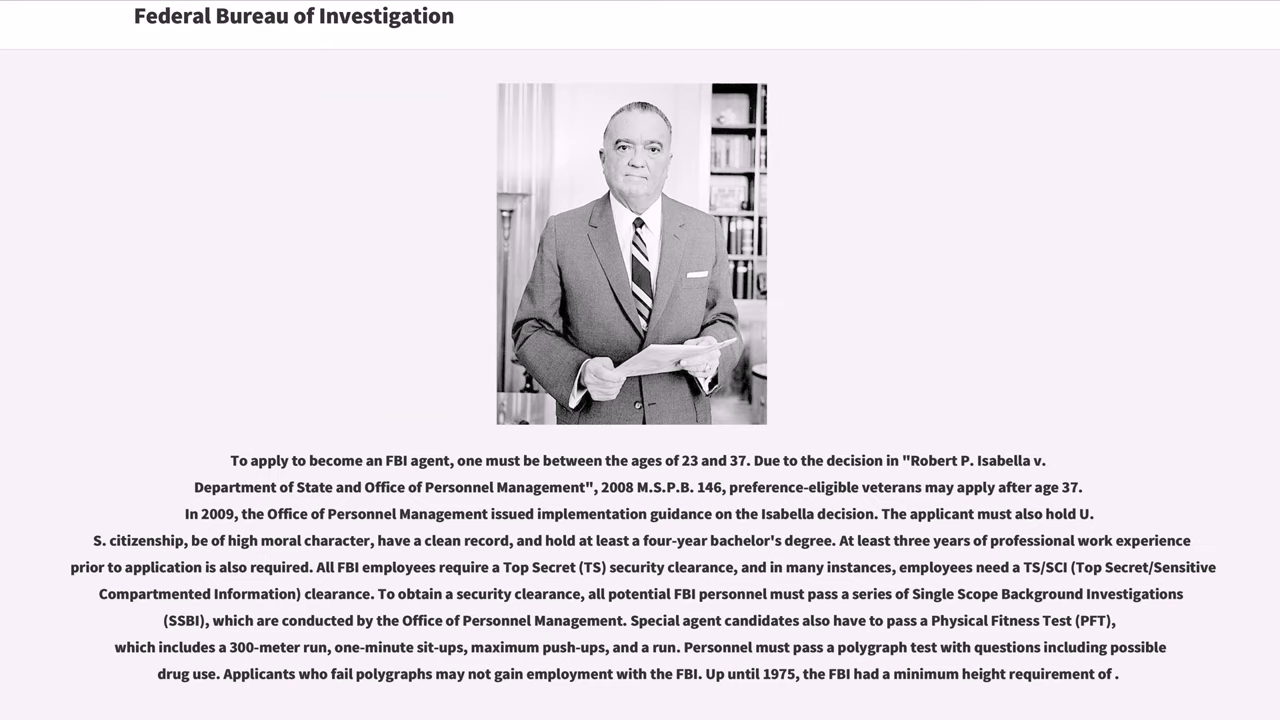 Federal Bureau of Investigation
To apply to become an FBI agent, one must be between the ages of 23 and 37. Due to the decision in "Robert P. Isabella v.
Department of State and Office of Personnel Management", 2008 M.S.P.B. 146, preference-eligible veterans may apply after age 37.
In 2009, the Office of Personnel Management issued implementation guidance on the Isabella decision. The applicant must also hold U.
S. citizenship, be of high moral character, have a clean record, and hold at least a four-year bachelor's degree. At least three years of professional work experience
prior to application is also required. All FBI employees require a Top Secret (TS) security clearance, and in many instances, employees need a TS/SCI (Top Secret/Sensitive
Compartmented Information) clearance. To obtain a security clearance, all potential FBI personnel must pass a series of Single Scope Background Investigations
(SSBI), which are conducted by the Office of Personnel Management. Special agent candidates also have to pass a Physical Fitness Test (PFT),
which includes a 300-meter run, one-minute sit-ups, maximum push-ups, and a run. Personnel must pass a polygraph test with questions including possible
drug use. Applicants who fail polygraphs may not gain employment with the FBI. Up until 1975, the FBI had a minimum height requirement of .